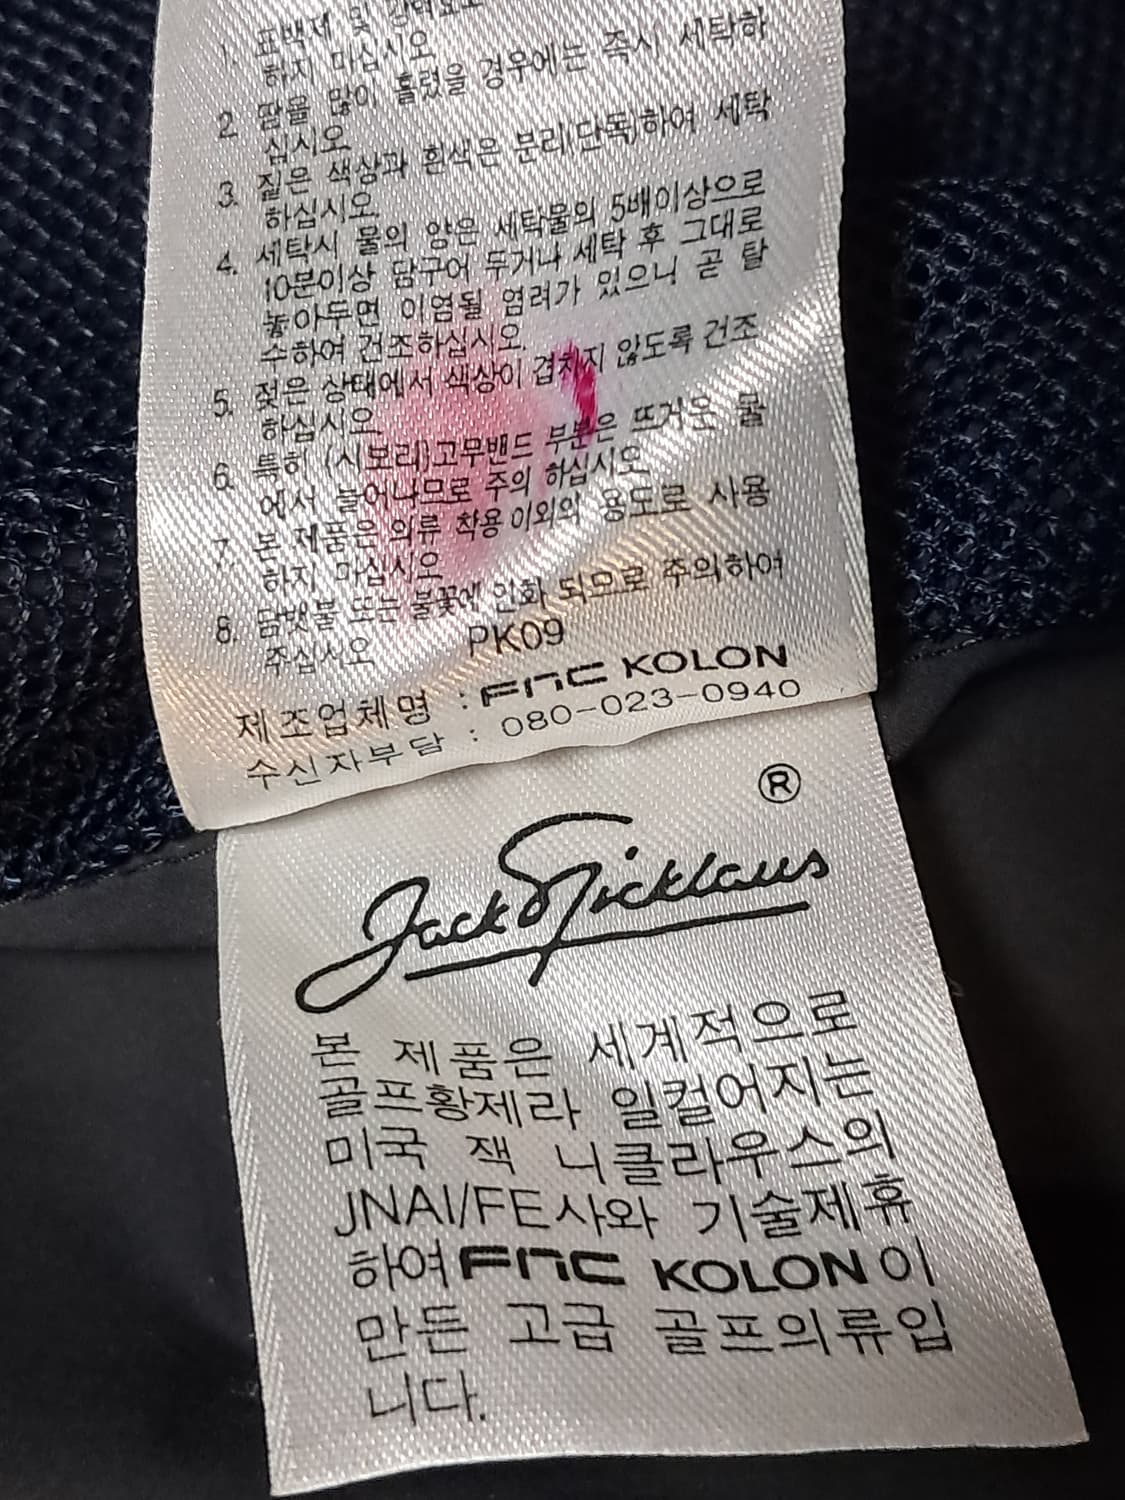 1. 표백제 및
하지 마십시오
2. 땀을 많이 흘렸을 경우에는 즉시 세탁하
십시오
3. 짙은 색상과 흰색은 분리(단독)하여 세탁
하십시오
4. 세탁시 물의 양은 세탁물의 5배이상으로
10분이상 담구어 두거나 세탁 후 그대로
놓아두면 이염될 염려가 있으니 곧 탈
수하여 건조하십시오.
5. 젖은 상태에서 색상이 겹치지 않도록 건조
하십시오
6. 특히 (시보리)고무밴드 부분은 뜨거운 물
에서 늘어나므로 주의 하십시오.
7. 본 제품은 의류 착용 이외의 용도로 사용
하지 마십시오
8. 담뱃불 또는 불꽃에 인화 되므로 주의하여
주십시오
PK09
제조업체명 : FnC KOLON
수신자부담 : 080-023-0940
®
Jack Nicklaus
본 제품은 세계적으로
골프황제라 일컬어지는
미국 잭 니클라우스의
JNAI/FE사와 기술제휴
하여 FnC KOLON이
만든 고급 골프의류입
니다.